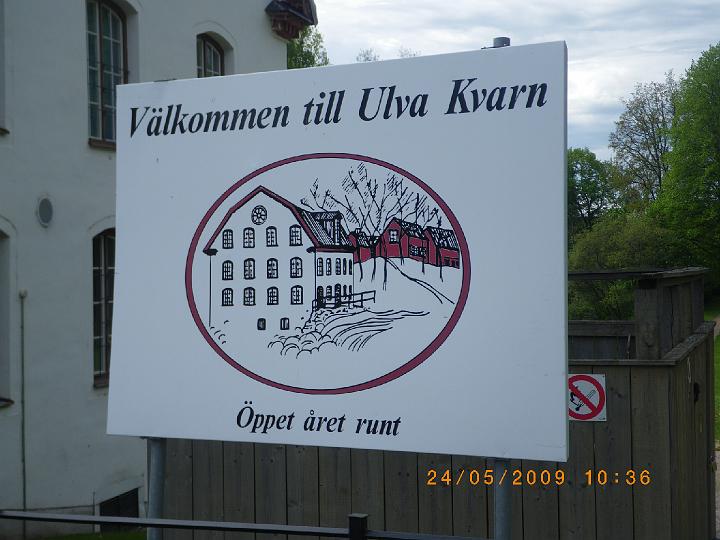 Välkommen till Ulva Kvarn
Öppet året runt
24/05/2009 10:36